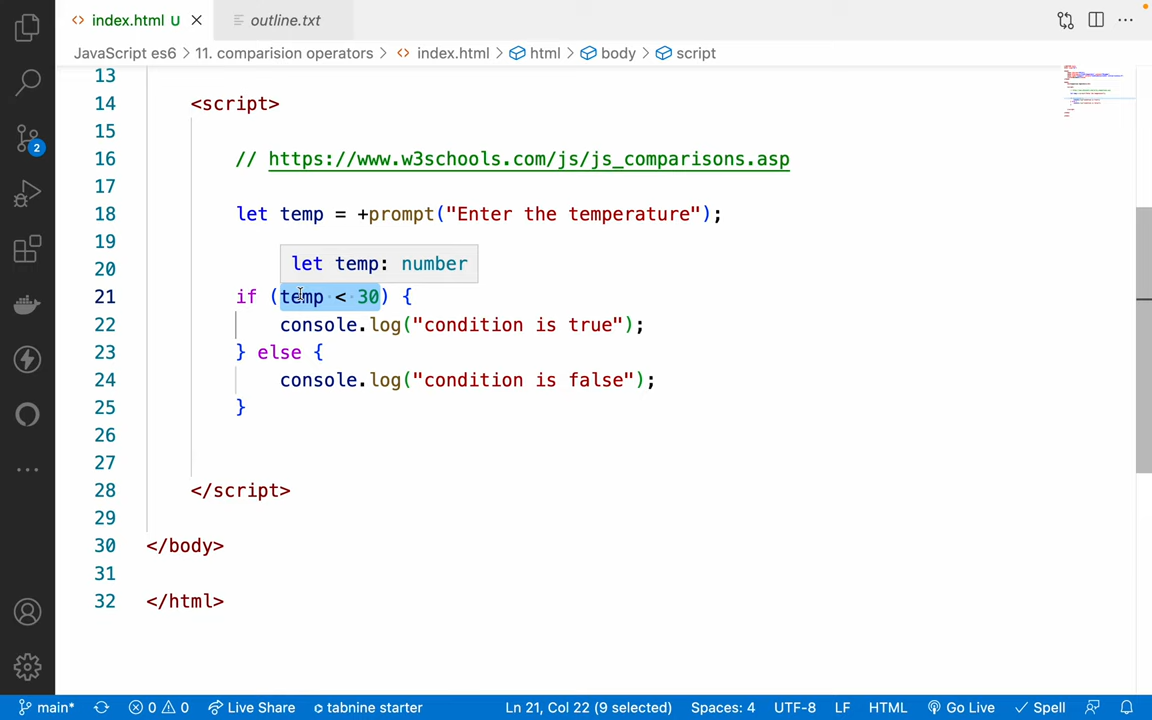 index.html U
outline.txt
JavaScript es6 > 11. comparision operators > index.html > html > body > script
13
14 <script>
15
16 // https://www.w3schools.com/js/js_comparisons.asp
17
18 let temp = +prompt("Enter the temperature");
19
let temp: number
20
21 if (temp < 30) {
22 console.log("condition is true");
23 } else {
24 console.log("condition is false");
25 }
26
27
28 </script>
29
30 </body>
31
32 </html>
2
main* 0 0 Live Share tabnine starter Ln 21, Col 22 (9 selected) Spaces: 4 UTF-8 LF HTML Go Live Spell